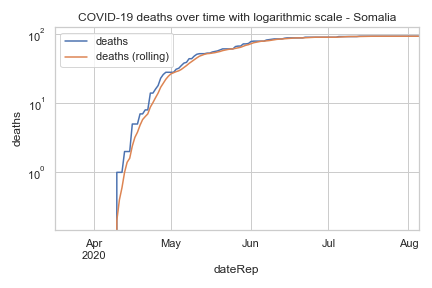 COVID-19 deaths over time with logarithmic scale - Somalia
deaths
deaths (rolling)
10²
10¹
10⁰
deaths
Apr
2020
May
Jun
Jul
Aug
dateRep